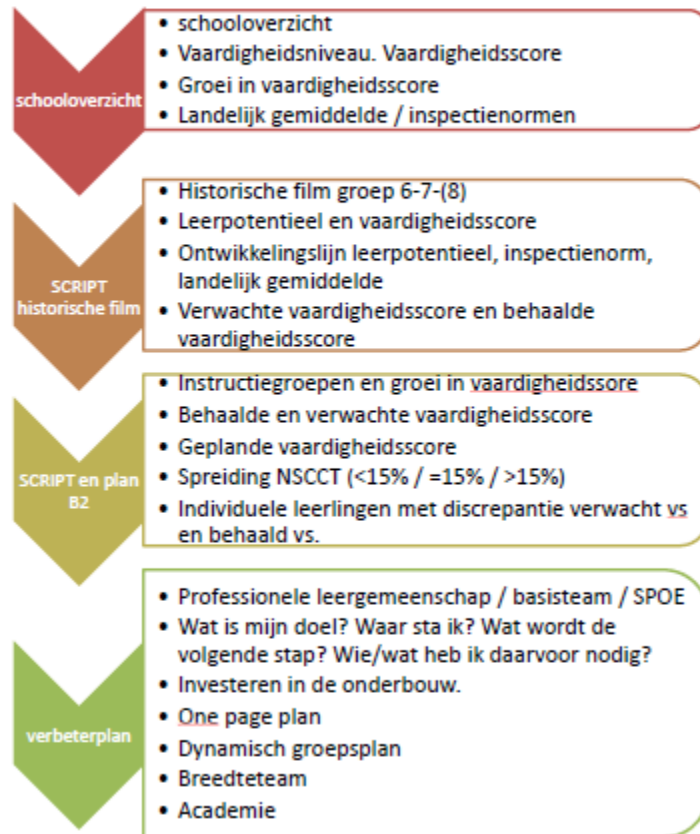 schooloverzicht
• schooloverzicht
• Vaardigheidsniveau. Vaardigheidsscore
• Groei in vaardigheidsscore
• Landelijk gemiddelde / inspectienormen
SCRIPT
historische film
• Historische film groep 6-7-(8)
• Leerpotentieel en vaardigheidsscore
• Ontwikkelingslijn leerpotentieel, inspectienorm,
landelijk gemiddelde
• Verwachte vaardigheidsscore en behaalde
vaardigheidsscore
SCRIPT en plan
B2
• Instructiegroepen en groei in vaardigheidssore
• Behaalde en verwachte vaardigheidsscore
• Geplande vaardigheidsscore
• Spreiding NSCCT (<15% / =15% / >15%)
• Individuele leerlingen met discrepantie verwacht vs
en behaald vs.
verbeterplan
• Professionele leergemeenschap / basisteam / SPOE
• Wat is mijn doel? Waar sta ik? Wat wordt de
volgende stap? Wie/wat heb ik daarvoor nodig?
• Investeren in de onderbouw.
• One page plan
• Dynamisch groepsplan
• Breedteteam
• Academie